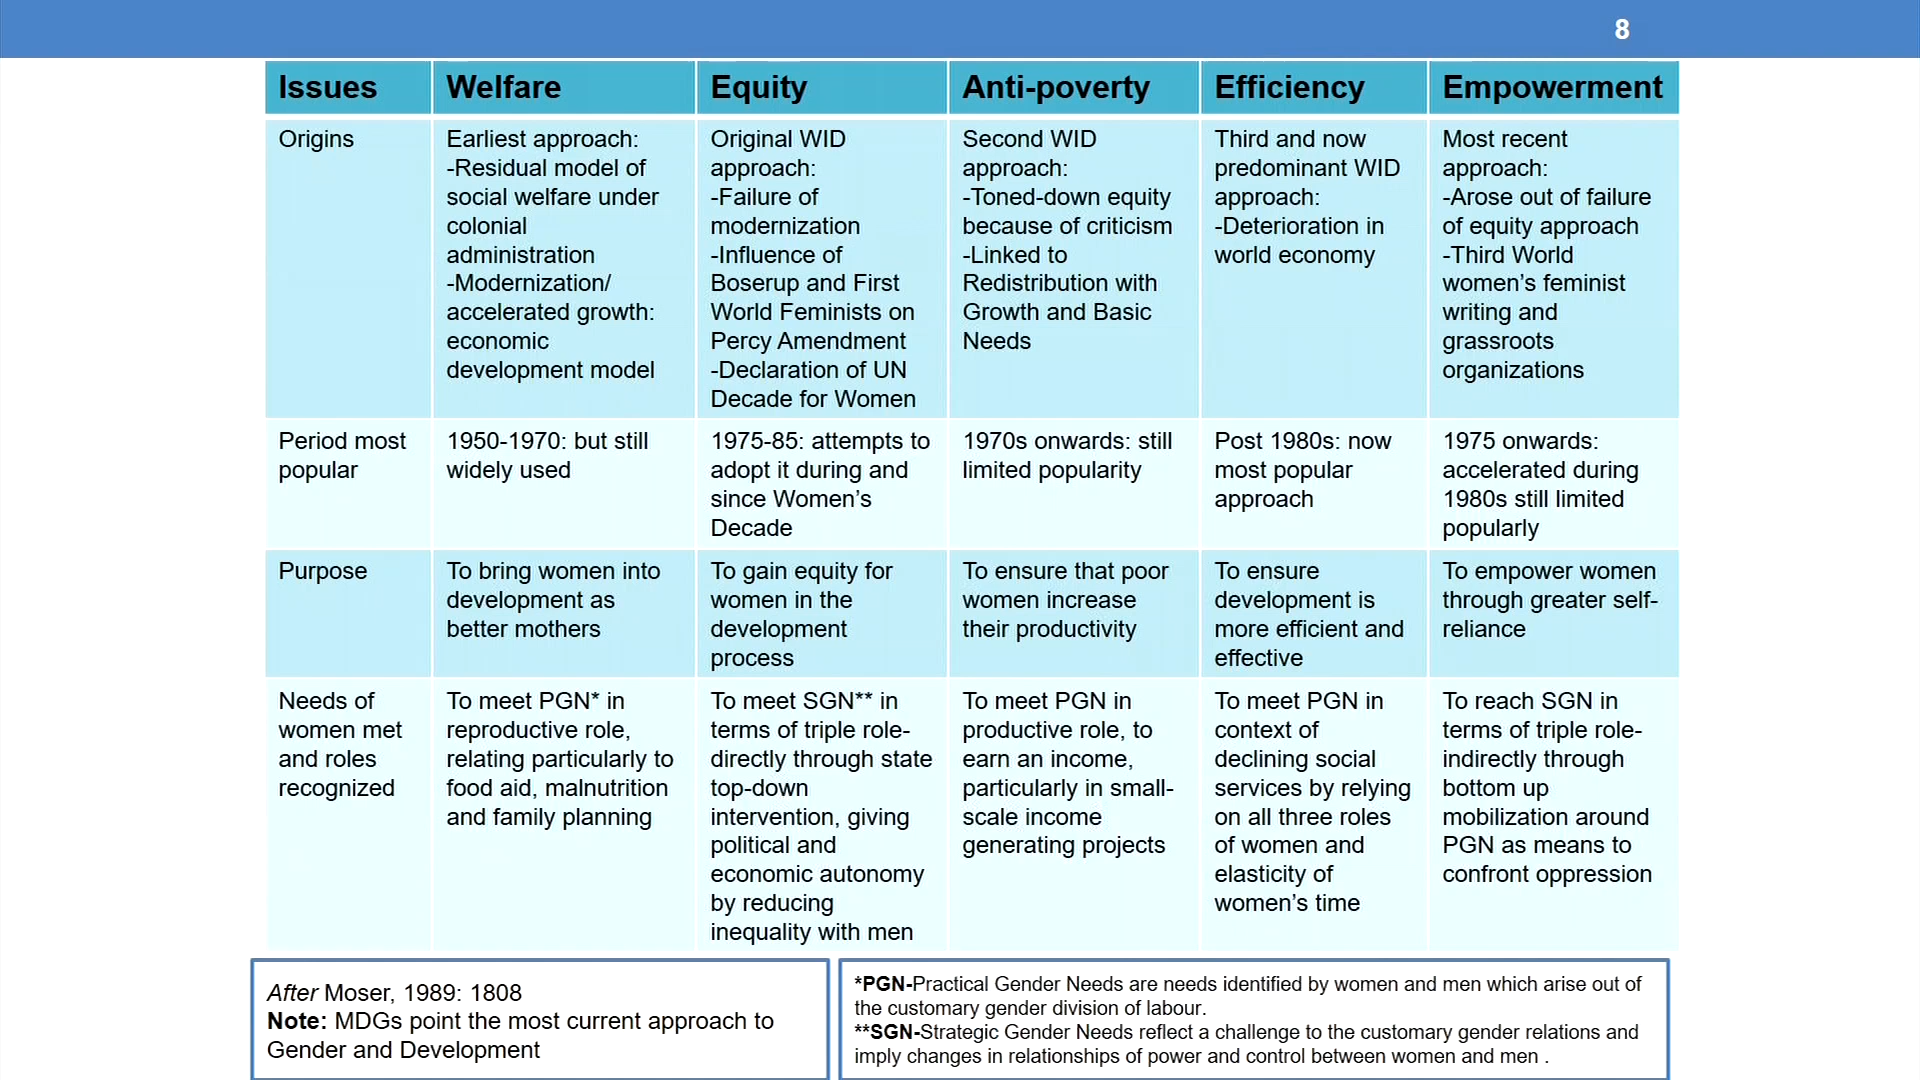 8
Issues
Welfare
Equity
Anti-poverty
Efficiency
Empowerment
Origins
Earliest approach:
-Residual model of
social welfare under
colonial
administration
-Modernization/
accelerated growth:
economic
development model
Original WID
approach:
-Failure of
modernization
-Influence of
Boserup and First
World Feminists on
Percy Amendment
-Declaration of UN
Decade for Women
Second WID
approach:
-Toned-down equity
because of criticism
-Linked to
Redistribution with
Growth and Basic
Needs
Third and now
predominant WID
approach:
-Deterioration in
world economy
Most recent
approach:
-Arose out of failure
of equity approach
-Third World
women’s feminist
writing and
grassroots
organizations
Period most
popular
1950-1970: but still
widely used
1975-85: attempts to
adopt it during and
since Women’s
Decade
1970s onwards: still
limited popularity
Post 1980s: now
most popular
approach
1975 onwards:
accelerated during
1980s still limited
popularly
Purpose
To bring women into
development as
better mothers
To gain equity for
women in the
development
process
To ensure that poor
women increase
their productivity
To ensure
development is
more efficient and
effective
To empower women
through greater self-
reliance
Needs of
women met
and roles
recognized
To meet PGN* in
reproductive role,
relating particularly to
food aid, malnutrition
and family planning
To meet SGN** in
terms of triple role-
directly through state
top-down
intervention, giving
political and
economic autonomy
by reducing
inequality with men
To meet PGN in
productive role, to
earn an income,
particularly in small-
scale income
generating projects
To meet PGN in
context of
declining social
services by relying
on all three roles
of women and
elasticity of
women’s time
To reach SGN in
terms of triple role-
indirectly through
bottom up
mobilization around
PGN as means to
confront oppression
After Moser, 1989: 1808
Note: MDGs point the most current approach to
Gender and Development
*PGN-Practical Gender Needs are needs identified by women and men which arise out of
the customary gender division of labour.
**SGN-Strategic Gender Needs reflect a challenge to the customary gender relations and
imply changes in relationships of power and control between women and men .